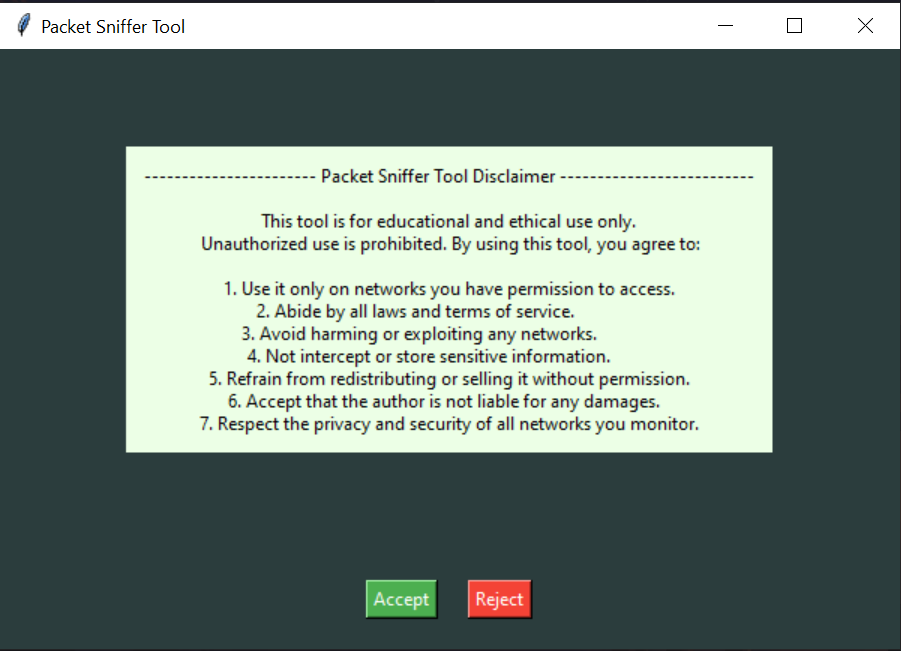 Packet Sniffer Tool
----------------------- Packet Sniffer Tool Disclaimer --------------------------
This tool is for educational and ethical use only.
Unauthorized use is prohibited. By using this tool, you agree to:
1. Use it only on networks you have permission to access.
2. Abide by all laws and terms of service.
3. Avoid harming or exploiting any networks.
4. Not intercept or store sensitive information.
5. Refrain from redistributing or selling it without permission.
6. Accept that the author is not liable for any damages.
7. Respect the privacy and security of all networks you monitor.
Accept Reject